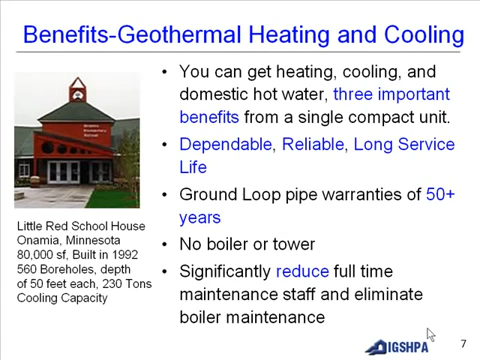 Benefits-Geothermal Heating and Cooling
• You can get heating, cooling, and
domestic hot water, three important
benefits from a single compact unit.
• Dependable, Reliable, Long Service
Life
• Ground Loop pipe warranties of 50+
years
• No boiler or tower
• Significantly reduce full time
maintenance staff and eliminate
boiler maintenance
Little Red School House
Onamia, Minnesota
80,000 sf, Built in 1992
560 Boreholes, depth
of 50 feet each, 230 Tons
Cooling Capacity
IGSHPA
7